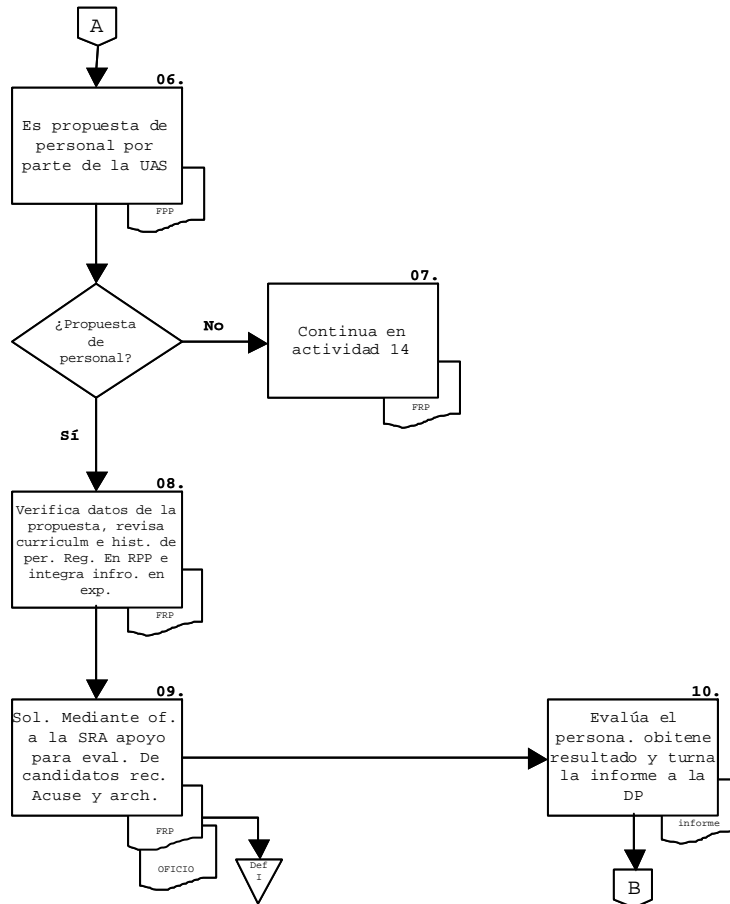 A
06.
Es propuesta de
personal por
parte de la UAS
FPP
¿Propuesta
de
personal?
No
07.
Continua en
actividad 14
FRP
Sí
08.
Verifica datos de la
propuesta, revisa
curriculm e hist. de
per. Reg. En RPP e
integra infro. en
exp.
FRP
09.
Sol. Mediante of.
a la SRA apoyo
para eval. De
candidatos rec.
Acuse y arch.
FRP
OFICIO
Def
I
10.
Evalúa el
persona. obitene
resultado y turna
la informe a la
DP
informe
B